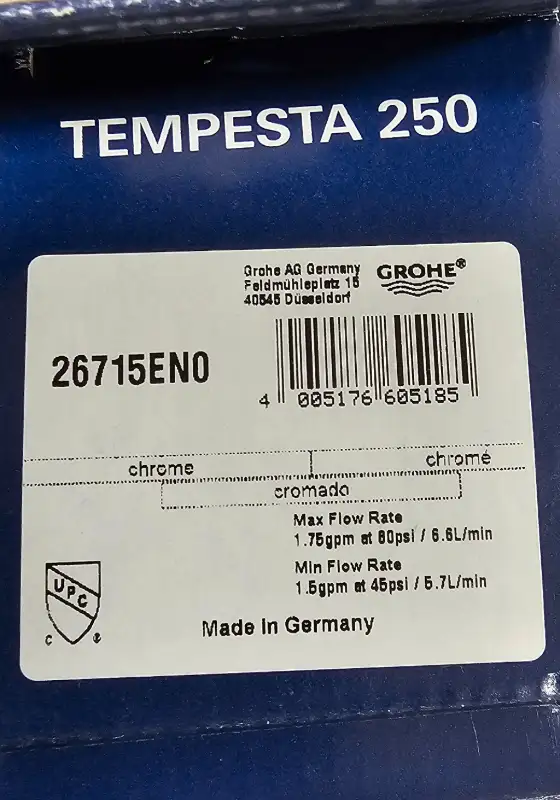 TEMPESTA 250
Grohe AG Germany
Feldmühleplatz 15
40545 Düsseldorf
GROHE®
26715EN0
4 005176 605185
chrome
chromé
cromado
Max Flow Rate
1.75gpm at 80psi / 6.6L/min
Min Flow Rate
1.5gpm at 45psi / 5.7L/min
UPC
C ®
Made in Germany